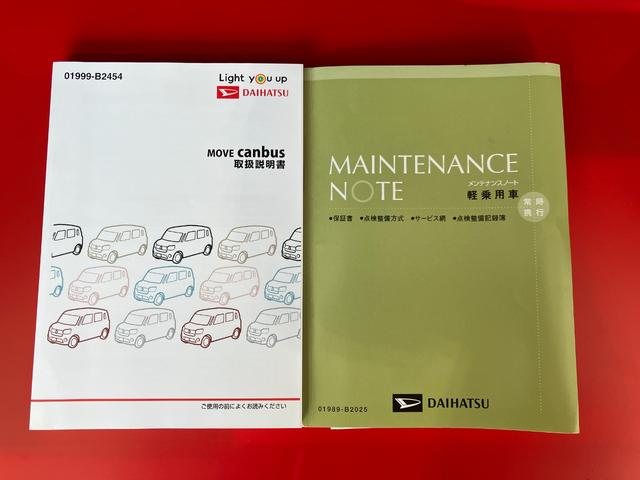 01999-B2454
Light you up
DAIHATSU
MOVE canbus
取扱説明書
ご使用の前によくお読みください
MAINTENANCE
NOTE
メンテナンスノート
軽乗用車
常時
携行
●保証書 ●点検整備方式 ●サービス網 ●点検整備記録簿
01989-B2025
DAIHATSU